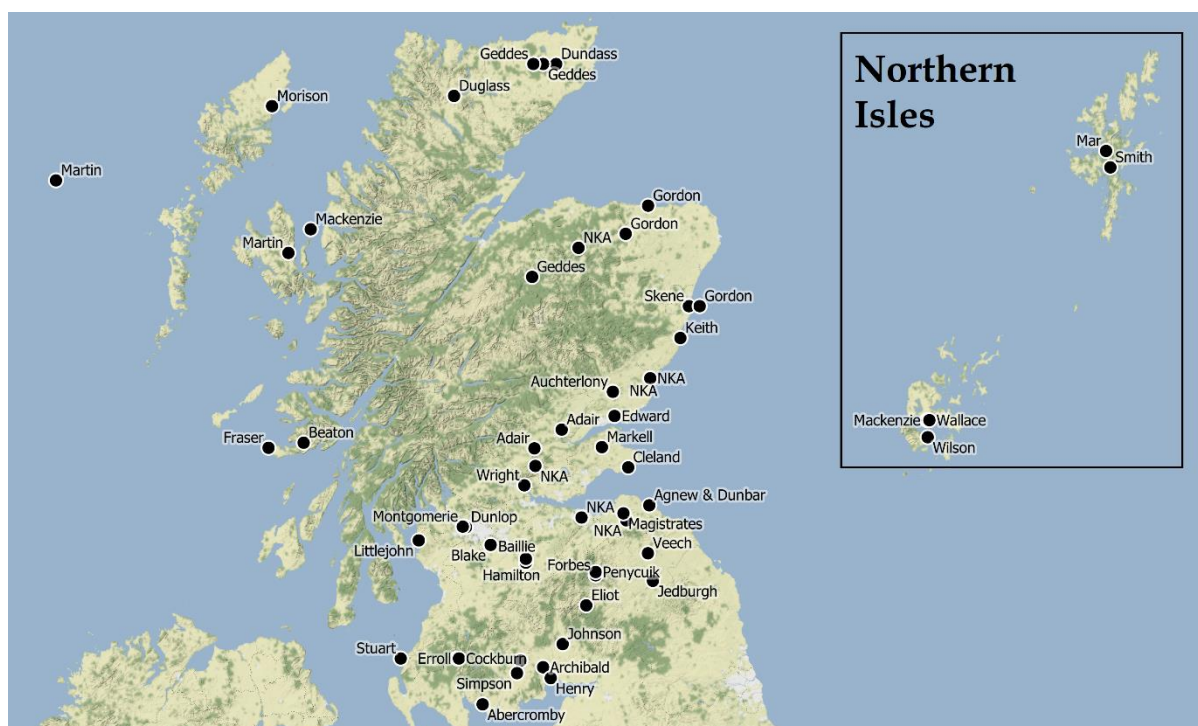 Northern
Isles
Geddes
Dundass
Geddes
Duglass
Morison
Mar
Smith
Martin
Gordon
Mackenzie
Gordon
Martin
NKA
Geddes
Skene
Gordon
Keith
NKA
Auchterlony
NKA
Edward
Adair
Mackenzie
Wallace
Wilson
Fraser
Beaton
Adair
Markell
Cleland
Wright
NKA
Agnew & Dunbar
NKA
Montgomerie
Dunlop
NKA
Magistrates
Littlejohn
Blake
Baillie
Veech
Hamilton
Forbes
Penycuik
Jedburgh
Eliot
Johnson
Stuart
Erroll
Cockburn
Archibald
Simpson
Henry
Abercromby